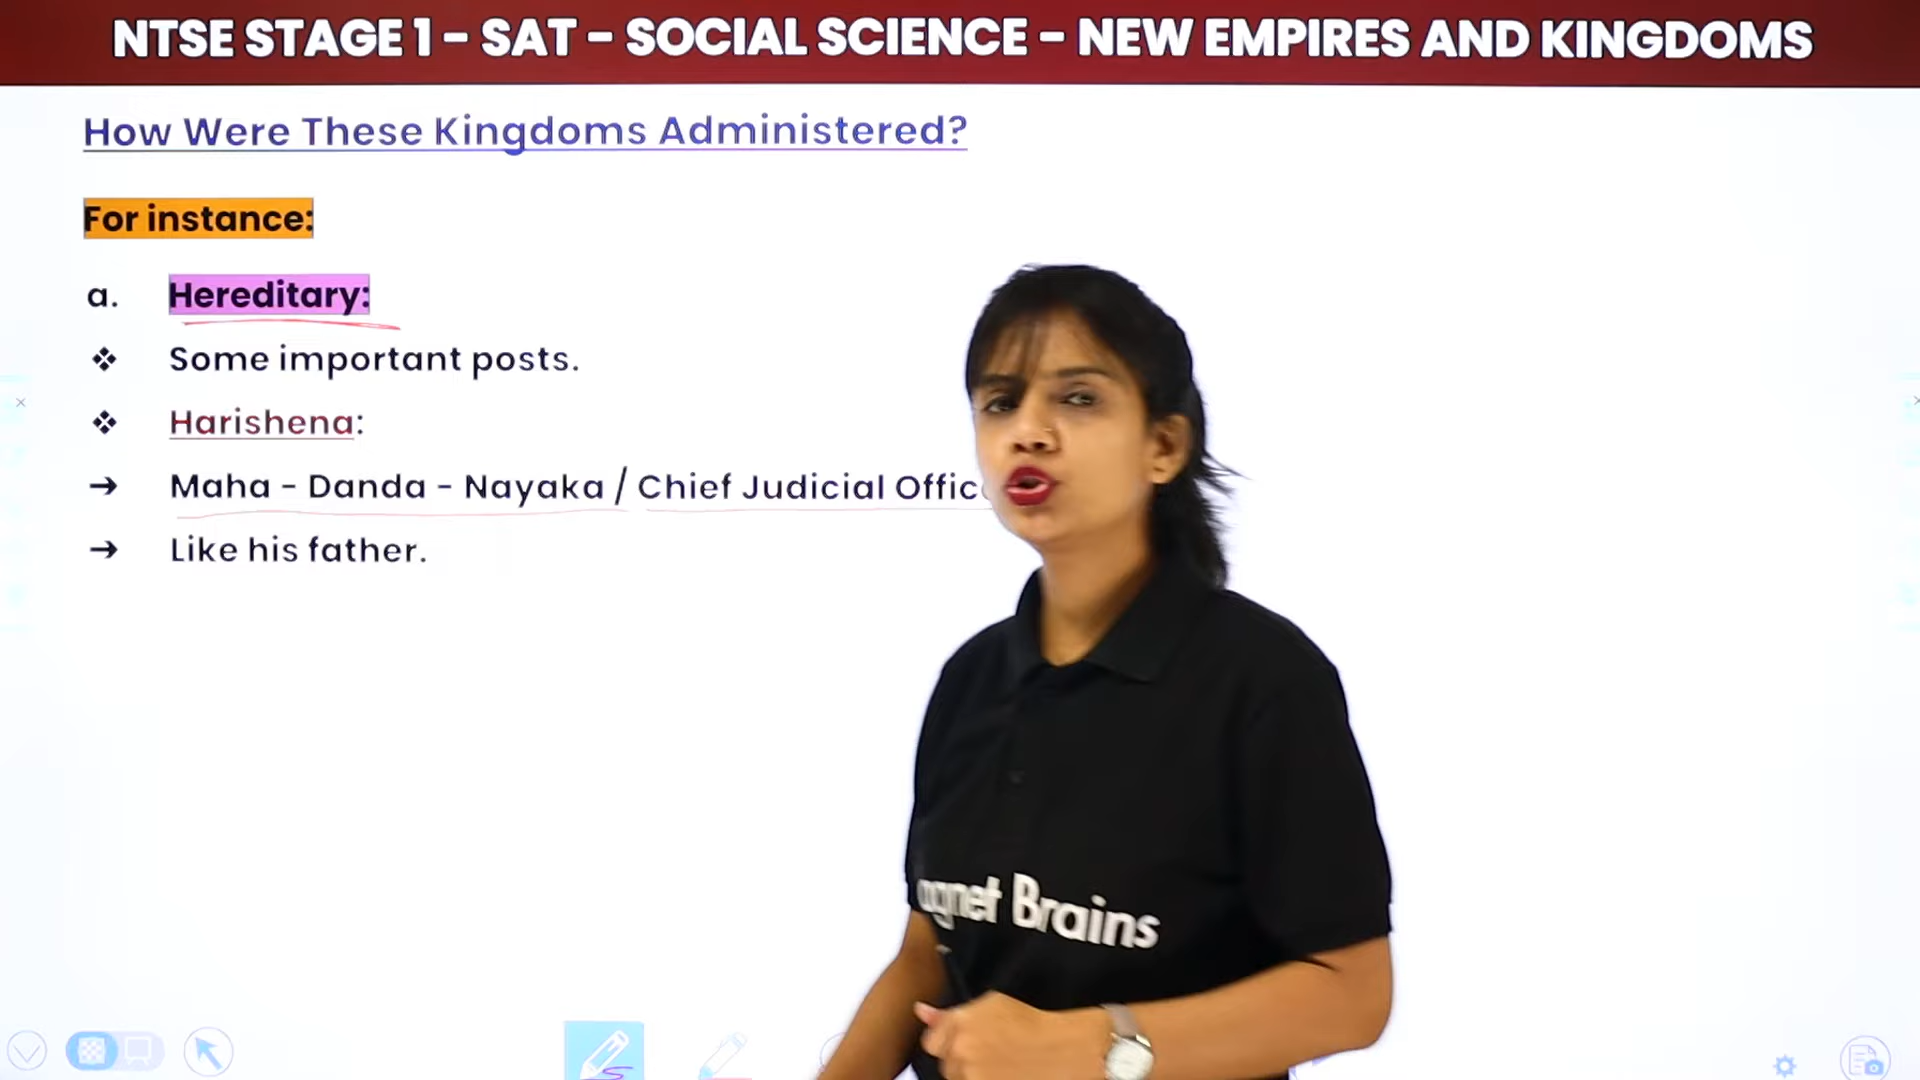 NTSE STAGE 1 – SAT – SOCIAL SCIENCE – NEW EMPIRES AND KINGDOMS
How Were These Kingdoms Administered?
For instance:
a. Hereditary:
❖ Some important posts.
❖ Harishena:
→ Maha - Danda - Nayaka / Chief Judicial Offic
→ Like his father.
agnet Brains